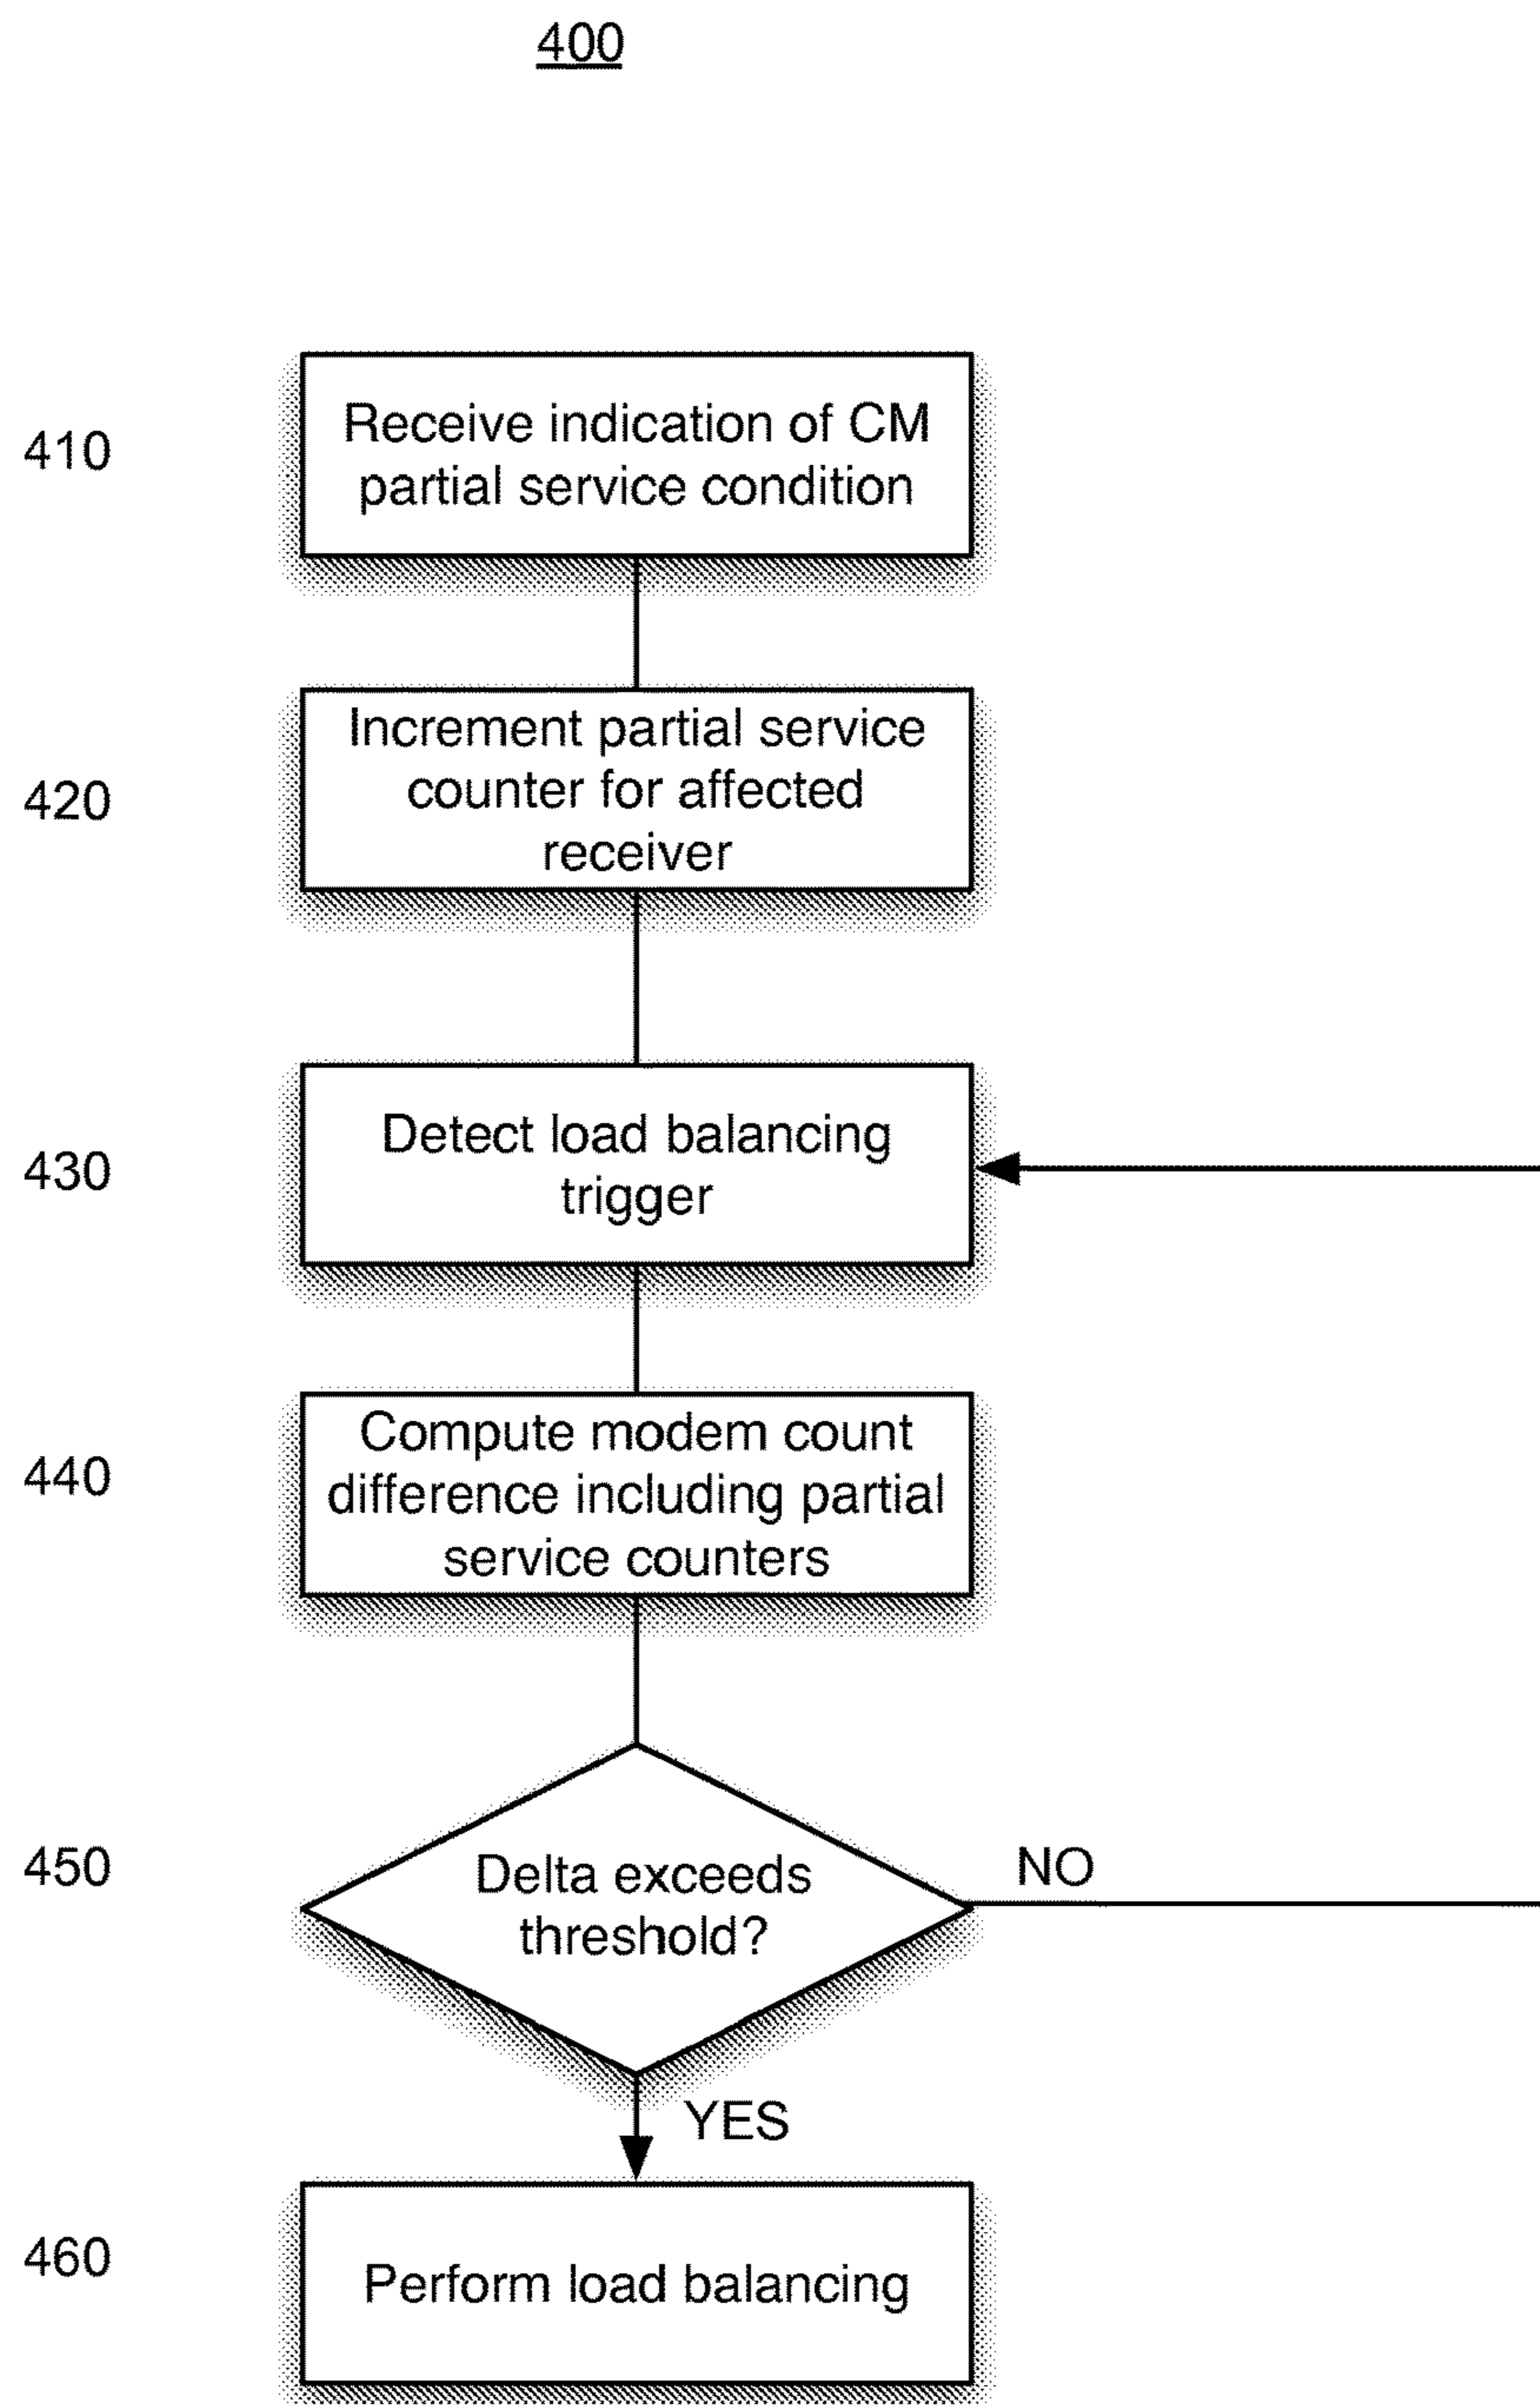 400
410
Receive indication of CM
partial service condition
420
Increment partial service
counter for affected
receiver
430
Detect load balancing
trigger
440
Compute modem count
difference including partial
service counters
450
Delta exceeds
threshold?
NO
YES
460
Perform load balancing